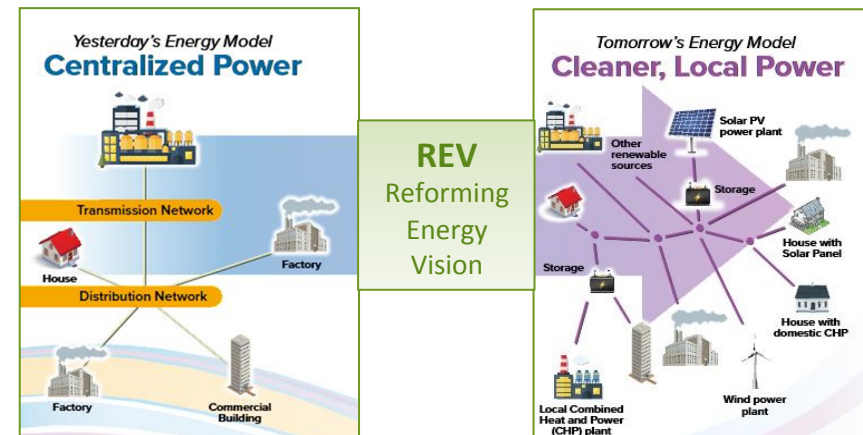 Yesterday's Energy Model
Centralized Power
Transmission Network
House
Factory
Distribution Network
Factory
Commercial
Building
REV
Reforming
Energy
Vision
Tomorrow's Energy Model
Cleaner, Local Power
Other
renewable
sources
Solar PV
power plant
Storage
House with
Solar Panel
Storage
House with
domestic CHP
Wind power
plant
Local Combined
Heat and Power
(CHP) plant